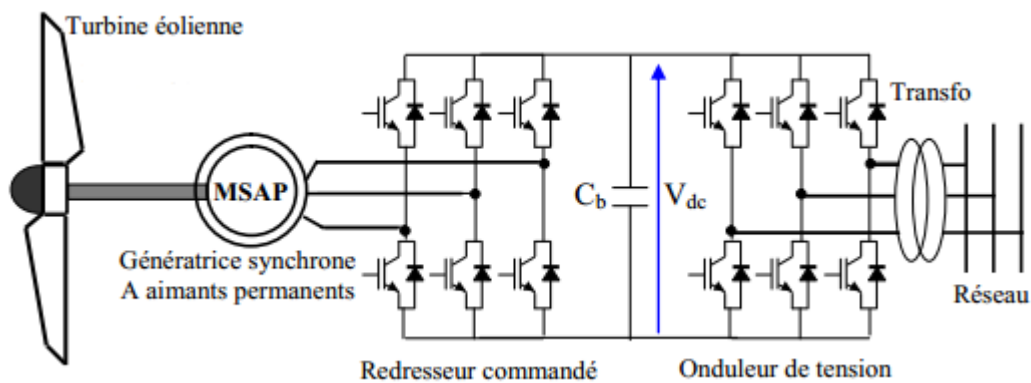 Turbine éolienne
MSAP
Génératrice synchrone
A aimants permanents
Redresseur commandé
C_b
V_dc
Onduleur de tension
Transfo
Réseau